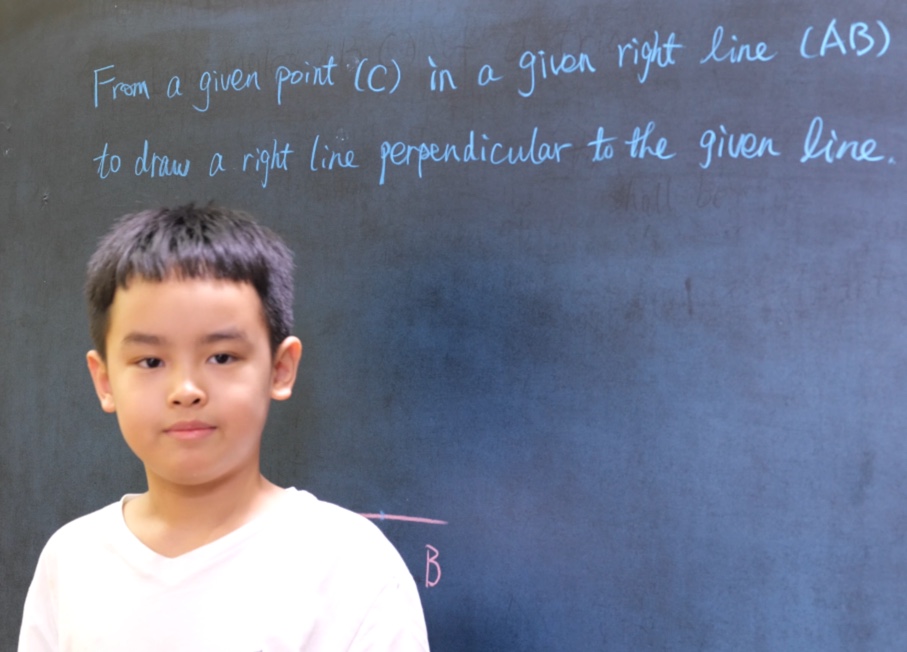 From a given point (C) in a given right line (AB)
to draw a right line perpendicular to the given line.
B